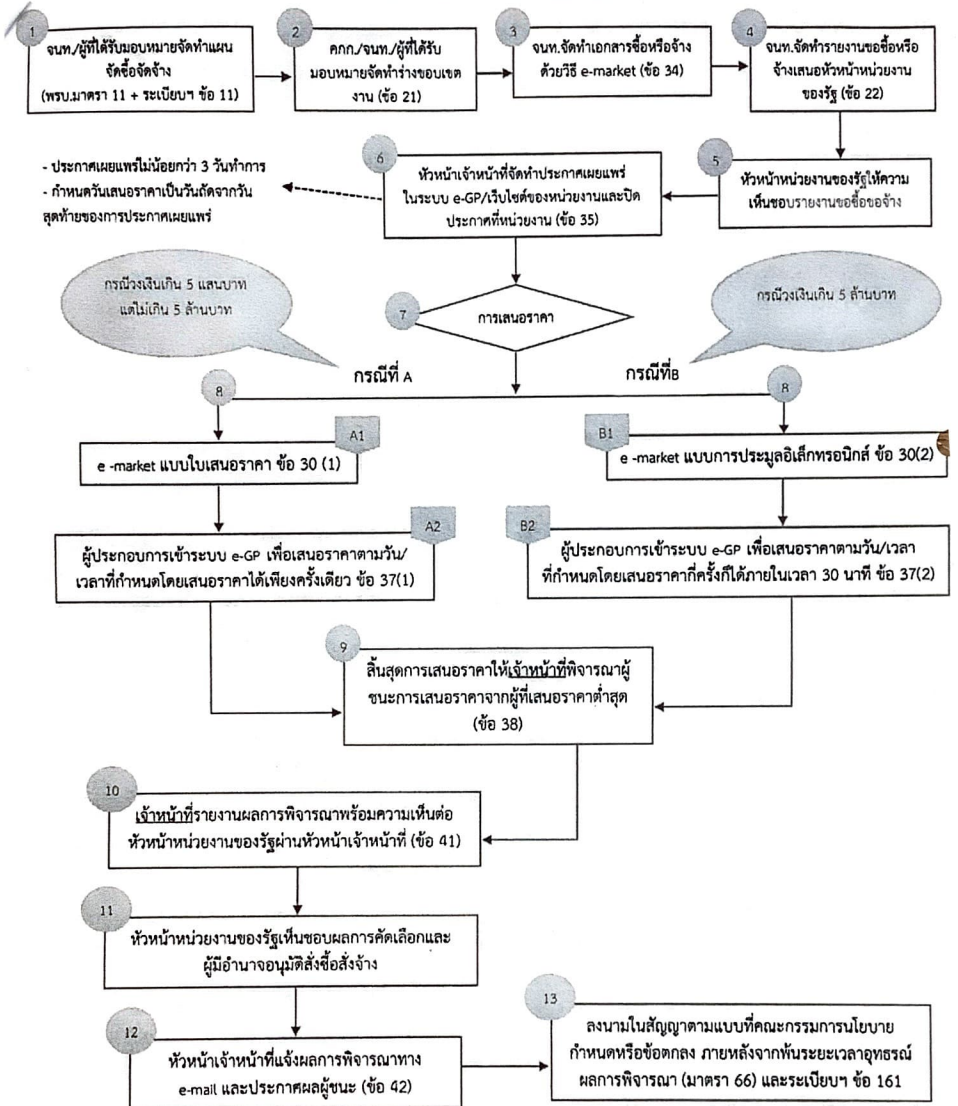 1
จนท./ผู้ที่ได้รับมอบหมายจัดทำแผน
จัดซื้อจัดจ้าง
(พรบ.มาตรา 11 + ระเบียบฯ ข้อ 11)
2
คกก./จนท./ผู้ที่ได้รับ
มอบหมายจัดทำร่างขอบเขต
งาน (ข้อ 21)
3
จนท.จัดทำเอกสารซื้อหรือจ้าง
ด้วยวิธี e-market (ข้อ 34)
4
จนท.จัดทำรายงานขอซื้อหรือ
จ้างเสนอหัวหน้าหน่วยงาน
ของรัฐ (ข้อ 22)
5
หัวหน้าหน่วยงานของรัฐให้ความ
เห็นชอบรายงานขอซื้อขอจ้าง
6
หัวหน้าเจ้าหน้าที่จัดทำประกาศเผยแพร่
ในระบบ e-GP/เว็บไซต์ของหน่วยงานและปิด
ประกาศที่หน่วยงาน (ข้อ 35)
- ประกาศเผยแพร่ไม่น้อยกว่า 3 วันทำการ
- กำหนดวันเสนอราคาเป็นวันถัดจากวัน
สุดท้ายของการประกาศเผยแพร่
กรณีวงเงินเกิน 5 แสนบาท
แต่ไม่เกิน 5 ล้านบาท
7
การเสนอราคา
กรณีวงเงินเกิน 5 ล้านบาท
กรณีที่ A
กรณีที่B
8
8
A1
e -market แบบใบเสนอราคา ข้อ 30 (1)
B1
e -market แบบการประมูลอิเล็กทรอนิกส์ ข้อ 30(2)
A2
ผู้ประกอบการเข้าระบบ e-GP เพื่อเสนอราคาตามวัน/
เวลาที่กำหนดโดยเสนอราคาได้เพียงครั้งเดียว ข้อ 37(1)
B2
ผู้ประกอบการเข้าระบบ e-GP เพื่อเสนอราคาตามวัน/เวลา
ที่กำหนดโดยเสนอราคากี่ครั้งก็ได้ภายในเวลา 30 นาที ข้อ 37(2)
9
สิ้นสุดการเสนอราคาให้เจ้าหน้าที่พิจารณาผู้
ชนะการเสนอราคาจากผู้ที่เสนอราคาต่ำสุด
(ข้อ 38)
10
เจ้าหน้าที่รายงานผลการพิจารณาพร้อมความเห็นต่อ
หัวหน้าหน่วยงานของรัฐผ่านหัวหน้าเจ้าหน้าที่ (ข้อ 41)
11
หัวหน้าหน่วยงานของรัฐเห็นชอบผลการคัดเลือกและ
ผู้มีอำนาจอนุมัติสั่งซื้อสั่งจ้าง
12
หัวหน้าเจ้าหน้าที่แจ้งผลการพิจารณาทาง
e-mail และประกาศผลผู้ชนะ (ข้อ 42)
13
ลงนามในสัญญาตามแบบที่คณะกรรมการนโยบาย
กำหนดหรือข้อตกลง ภายหลังจากพ้นระยะเวลาอุทธรณ์
ผลการพิจารณา (มาตรา 66) และระเบียบฯ ข้อ 161